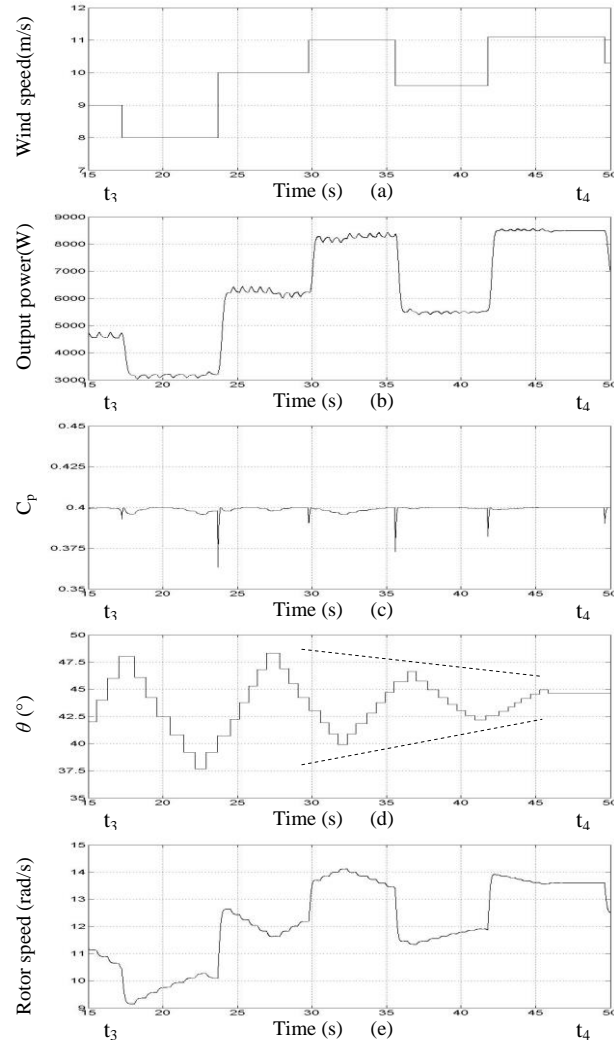 12
11
10
9
8
7
Wind speed(m/s)
15 20 25 30 35 40 45 50
t3 Time (s) (a) t4
9000
8000
7000
6000
5000
4000
3000
Output power(W)
15 20 25 30 35 40 45 50
t3 Time (s) (b) t4
0.45
0.425
0.4
0.375
0.35
Cp
15 20 25 30 35 40 45 50
t3 Time (s) (c) t4
50
47.5
45
42.5
40
37.5
35
θ (°)
15 20 25 30 35 40 45 50
t3 Time (s) (d) t4
15
14
13
12
11
10
9
Rotor speed (rad/s)
15 20 25 30 35 40 45 50
t3 Time (s) (e) t4